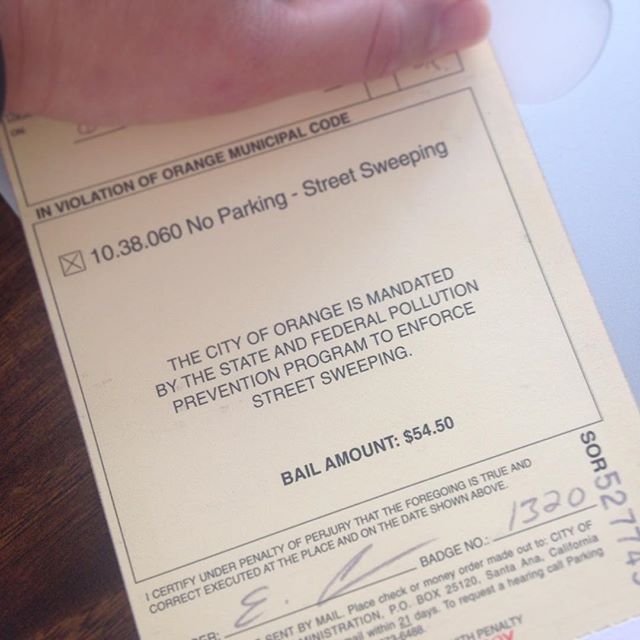 IN VIOLATION OF ORANGE MUNICIPAL CODE
10.38.060 No Parking - Street Sweeping
THE CITY OF ORANGE IS MANDATED
BY THE STATE AND FEDERAL POLLUTION
PREVENTION PROGRAM TO ENFORCE
STREET SWEEPING.
BAIL AMOUNT: $54.50
I CERTIFY UNDER PENALTY OF PERJURY THAT THE FOREGOING IS TRUE AND
CORRECT EXECUTED AT THE PLACE AND ON THE DATE SHOWN ABOVE.
BADGE NO.: 1320
SENT BY MAIL. Place check or money order made out to: CITY OF
P.O. BOX 25120. Santa Ana, California
within 21 days. To request a hearing call Parking
PENALTY
SOR